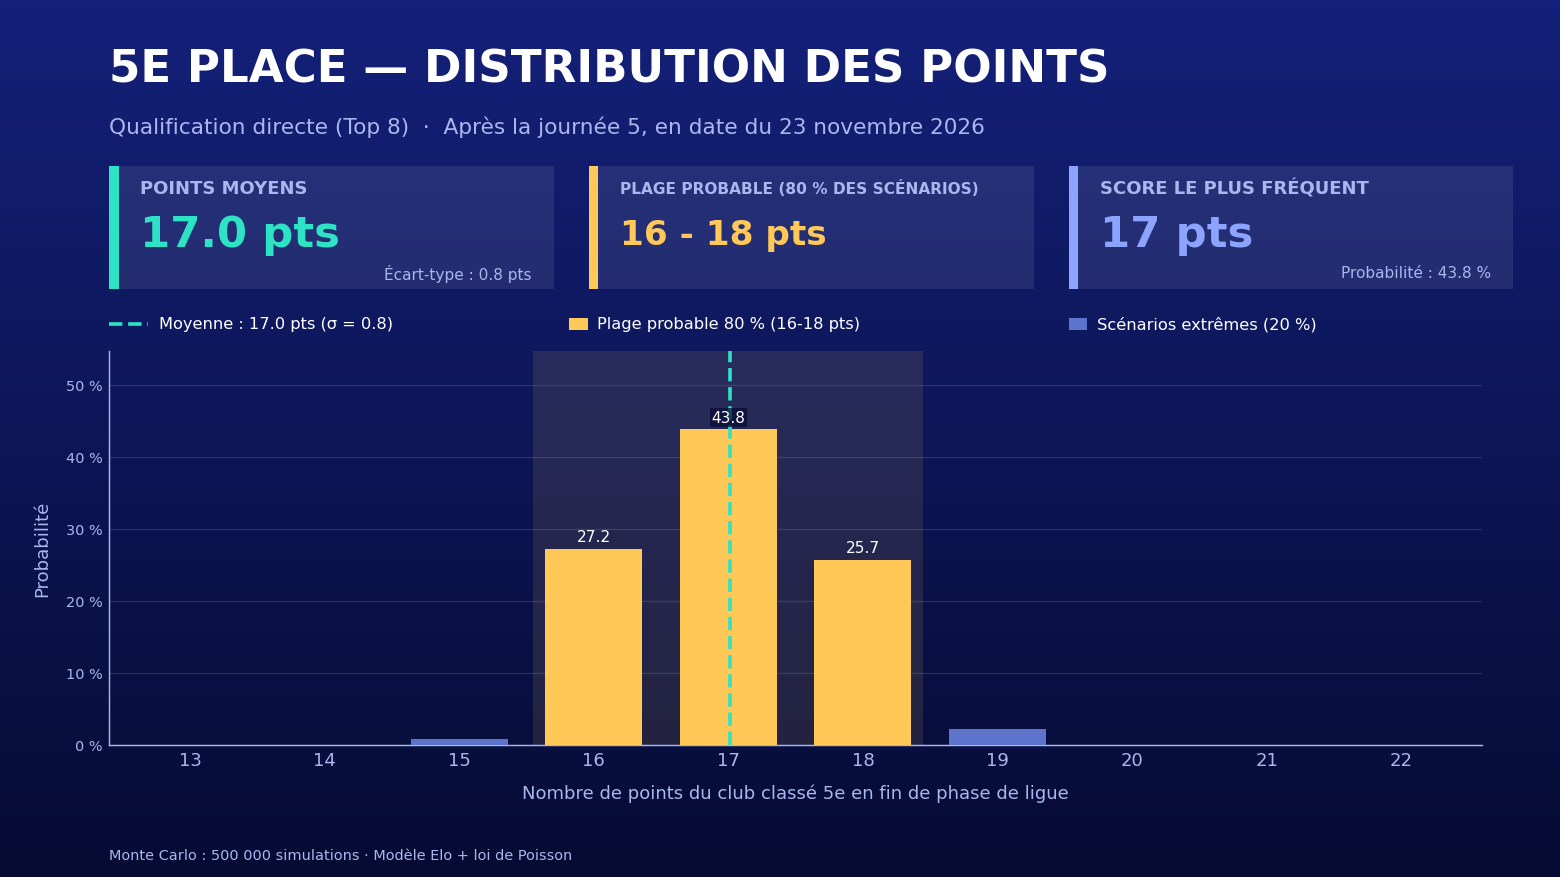 5E PLACE — DISTRIBUTION DES POINTS
Qualification directe (Top 8) · Après la journée 5, en date du 23 novembre 2026
POINTS MOYENS
17.0 pts
Écart-type : 0.8 pts
PLAGE PROBABLE (80 % DES SCÉNARIOS)
16 - 18 pts
SCORE LE PLUS FRÉQUENT
17 pts
Probabilité : 43.8 %
Moyenne : 17.0 pts (σ = 0.8)
Plage probable 80 % (16-18 pts)
Scénarios extrêmes (20 %)
Probabilité
50 %
40 %
30 %
20 %
10 %
0 %
27.2
43.8
25.7
13 14 15 16 17 18 19 20 21 22
Nombre de points du club classé 5e en fin de phase de ligue
Monte Carlo : 500 000 simulations · Modèle Elo + loi de Poisson